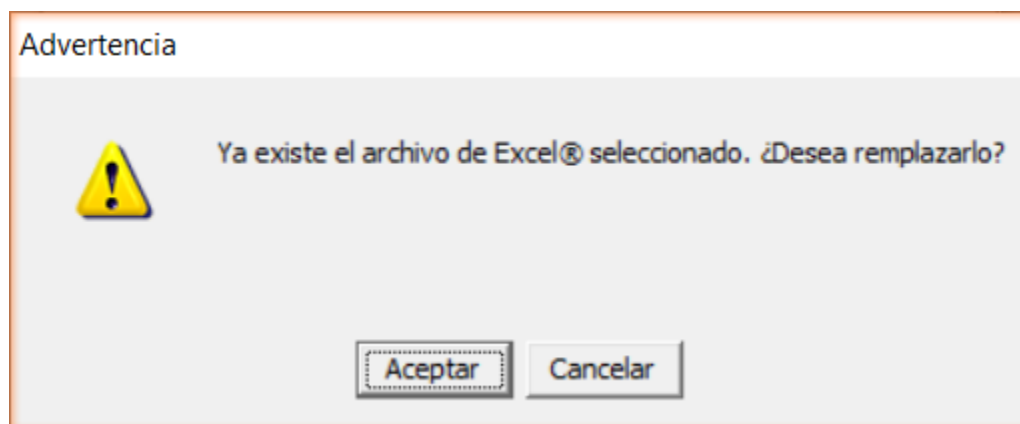 Advertencia
Ya existe el archivo de Excel® seleccionado. ¿Desea remplazarlo?
Aceptar
Cancelar